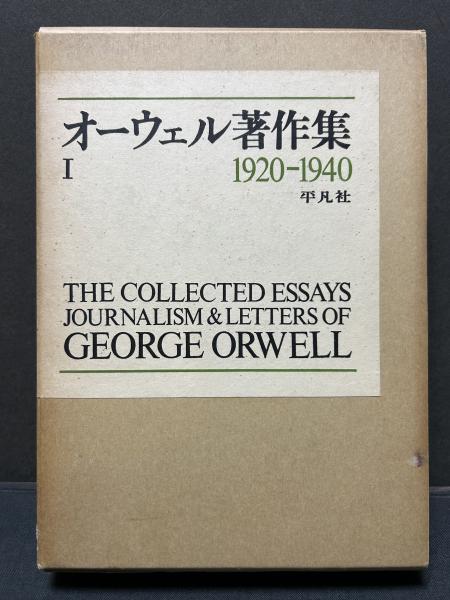 オーウェル著作集
I
1920-1940
平凡社
THE COLLECTED ESSAYS
JOURNALISM & LETTERS OF
GEORGE ORWELL